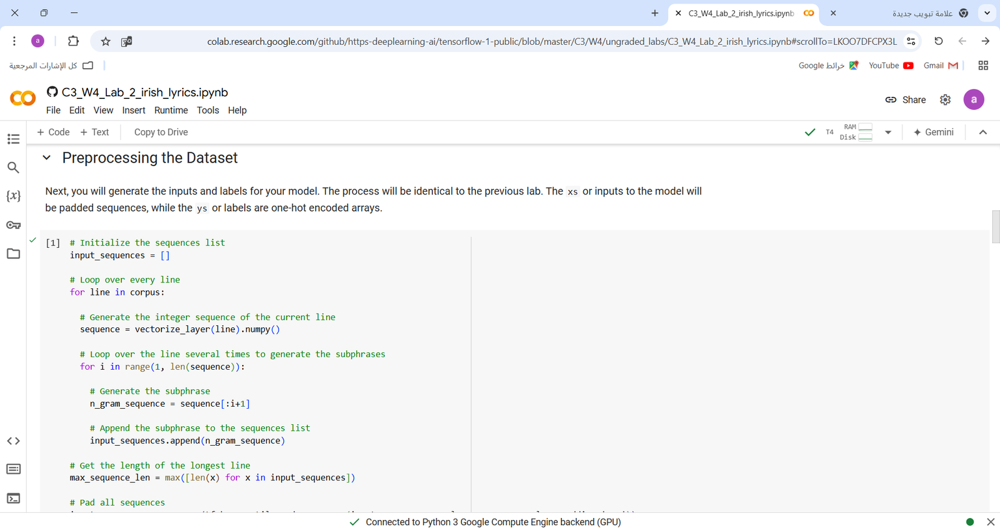 C3_W4_Lab_2_irish_lyrics.ipynb
علامة تبويب جديدة
a
colab.research.google.com/github/https-deeplearning-ai/tensorflow-1-public/blob/master/C3/W4/ungraded_labs/C3_W4_Lab_2_irish_lyrics.ipynb#scrollTo=LKOO7DFCPX3L
كل الإشارات المرجعية
خرائط Google
YouTube
Gmail
C3_W4_Lab_2_irish_lyrics.ipynb
File Edit View Insert Runtime Tools Help
Share
a
+ Code + Text Copy to Drive
T4
RAM
Disk
Gemini
Preprocessing the Dataset
{x}
Next, you will generate the inputs and labels for your model. The process will be identical to the previous lab. The xs or inputs to the model will
be padded sequences, while the ys or labels are one-hot encoded arrays.
[1] # Initialize the sequences list
input_sequences = []
# Loop over every line
for line in corpus:
# Generate the integer sequence of the current line
sequence = vectorize_layer(line).numpy()
# Loop over the line several times to generate the subphrases
for i in range(1, len(sequence)):
# Generate the subphrase
n_gram_sequence = sequence[:i+1]
# Append the subphrase to the sequences list
input_sequences.append(n_gram_sequence)
# Get the length of the longest line
max_sequence_len = max([len(x) for x in input_sequences])
# Pad all sequences
Connected to Python 3 Google Compute Engine backend (GPU)